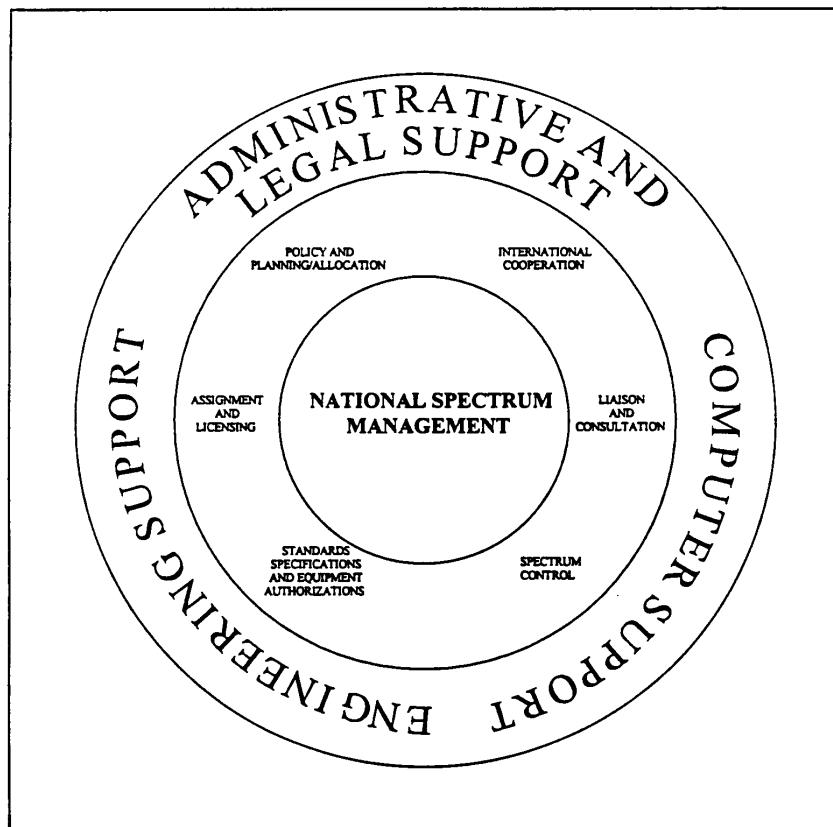 ADMINISTRATIVE AND
LEGAL SUPPORT
POLICY AND
PLANNING/ALLOCATION
INTERNATIONAL
COOPERATION
ASSIGNMENT
AND
LICENSING
NATIONAL SPECTRUM
MANAGEMENT
LIAISON
AND
CONSULTATION
STANDARDS
SPECIFICATIONS
AND EQUIPMENT
AUTHORIZATIONS
SPECTRUM
CONTROL
ENGINEERING SUPPORT
COMPUTER SUPPORT